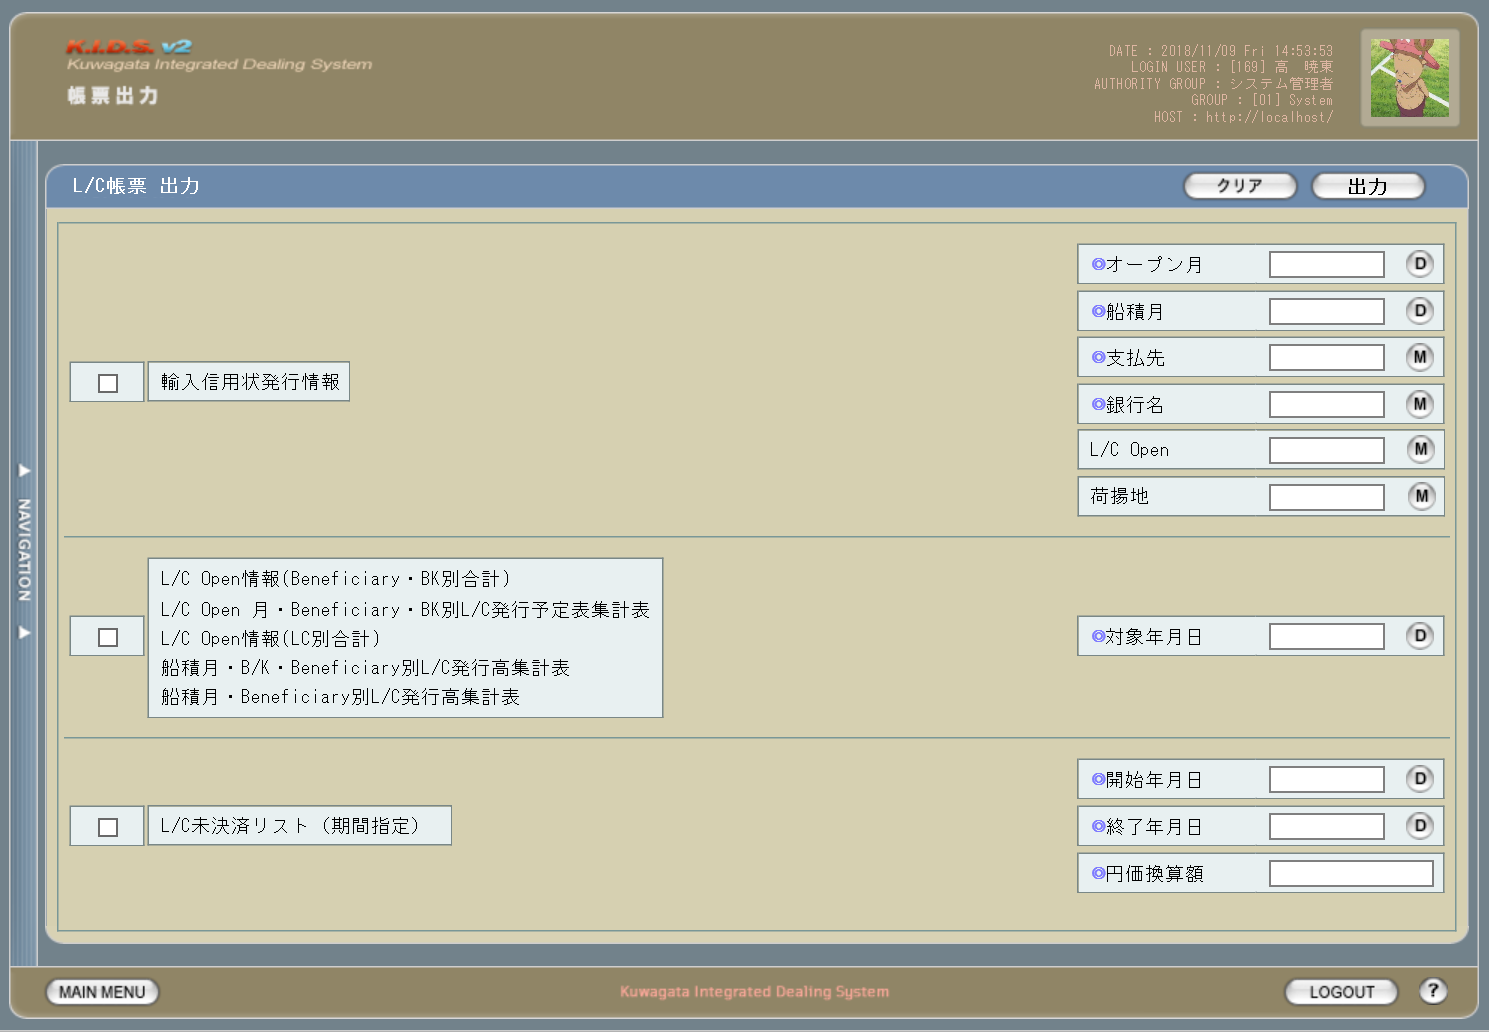 K.I.D.S. v2
Kuwagata Integrated Dealing System
帳票出力
DATE : 2018/11/09 Fri 14:53:53
LOGIN USER : [169] 高　暁東
AUTHORITY GROUP : システム管理者
GROUP : [01] System
HOST : http://localhost/
L/C帳票 出力
クリア
出力
◎オープン月
D
◎船積月
D
◎支払先
M
◎銀行名
M
L/C Open
M
荷揚地
M
輸入信用状発行情報
NAVIGATION
L/C Open情報(Beneficiary・BK別合計)
L/C Open 月・Beneficiary・BK別L/C発行予定表集計表
L/C Open情報(LC別合計)
船積月・B/K・Beneficiary別L/C発行高集計表
船積月・Beneficiary別L/C発行高集計表
◎対象年月日
D
L/C未決済リスト（期間指定）
◎開始年月日
D
◎終了年月日
D
◎円価換算額
MAIN MENU
Kuwagata Integrated Dealing System
LOGOUT
?